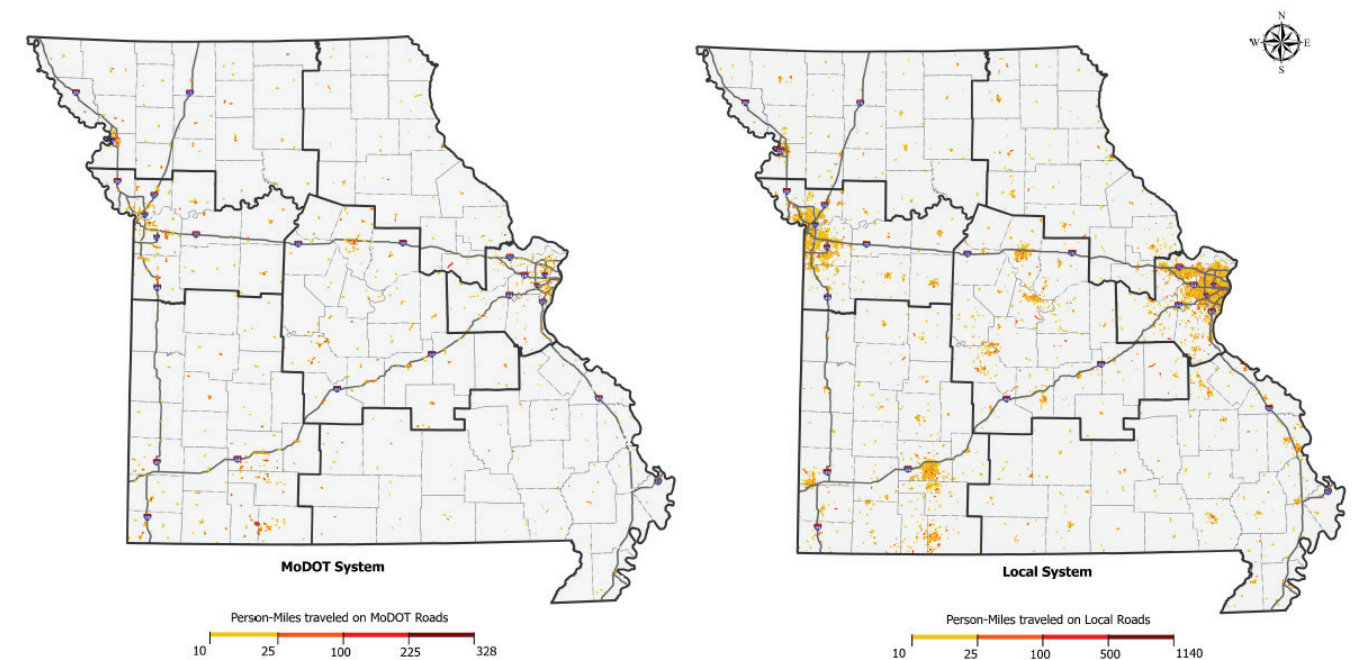 N
W
E
S
MoDOT System
Person-Miles traveled on MoDOT Roads
10 25 100 225 328
Local System
Person-Miles traveled on Local Roads
10 25 100 500 1140